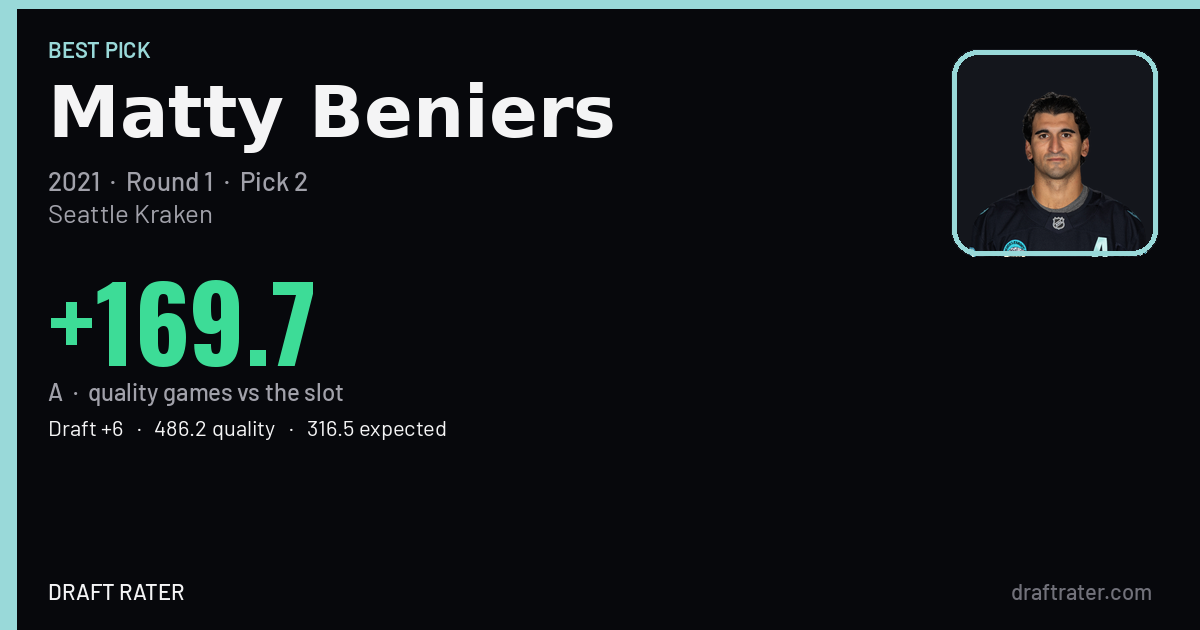 BEST PICK
Matty Beniers
2021 · Round 1 · Pick 2
Seattle Kraken
+169.7
A · quality games vs the slot
Draft +6 · 486.2 quality · 316.5 expected
DRAFT RATER
draftrater.com
A